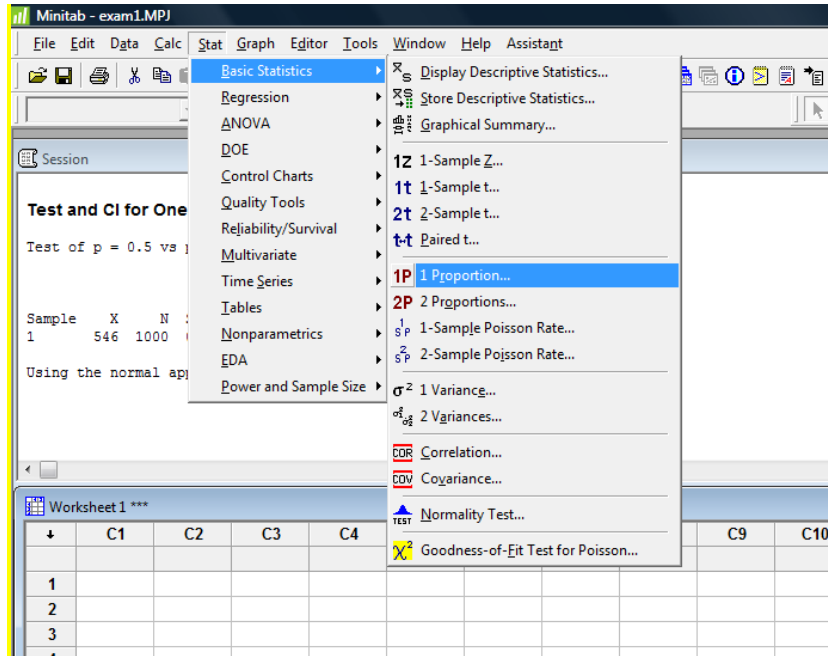 Minitab - exam1.MPJ
File Edit Data Calc Stat Graph Editor Tools Window Help Assistant
Session
Test and CI for One
Test of p = 0.5 vs
Sample X N
1 546 1000
Using the normal
Basic Statistics
Regression
ANOVA
DOE
Control Charts
Quality Tools
Reliability/Survival
Multivariate
Time Series
Tables
Nonparametrics
EDA
Power and Sample Size
Display Descriptive Statistics...
Store Descriptive Statistics...
Graphical Summary...
1Z 1-Sample Z...
1t 1-Sample t...
2t 2-Sample t...
t-t Paired t...
1P 1 Proportion...
2P 2 Proportions...
1-Sample Poisson Rate...
2-Sample Poisson Rate...
σ² 1 Variance...
2 Variances...
COR Correlation...
COV Covariance...
TEST Normality Test...
χ² Goodness-of-Fit Test for Poisson...
Worksheet 1 ***
C1 C2 C3 C4 C9 C10
1
2
3